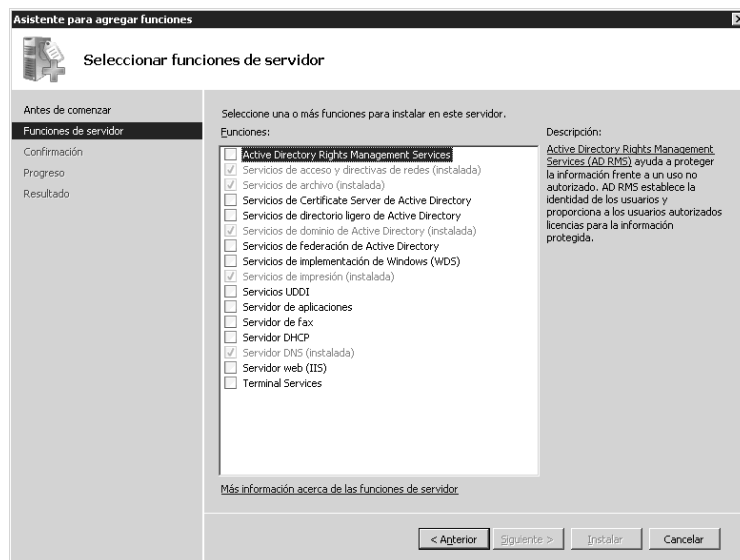 Asistente para agregar funciones
Seleccionar funciones de servidor
Antes de comenzar
Funciones de servidor
Confirmación
Progreso
Resultado
Seleccione una o más funciones para instalar en este servidor.
Funciones:
Active Directory Rights Management Services
Servicios de acceso y directivas de redes (instalada)
Servicios de archivo (instalada)
Servicios de Certificate Server de Active Directory
Servicios de directorio ligero de Active Directory
Servicios de dominio de Active Directory (instalada)
Servicios de federación de Active Directory
Servicios de implementación de Windows (WDS)
Servicios de impresión (instalada)
Servicios UDDI
Servidor de aplicaciones
Servidor de fax
Servidor DHCP
Servidor DNS (instalada)
Servidor web (IIS)
Terminal Services
Más información acerca de las funciones de servidor
Descripción:
Active Directory Rights Management
Services (AD RMS) ayuda a proteger
la información frente a un uso no
autorizado. AD RMS establece la
identidad de los usuarios y
proporciona a los usuarios autorizados
licencias para la información
protegida.
< Anterior
Siguiente >
Instalar
Cancelar